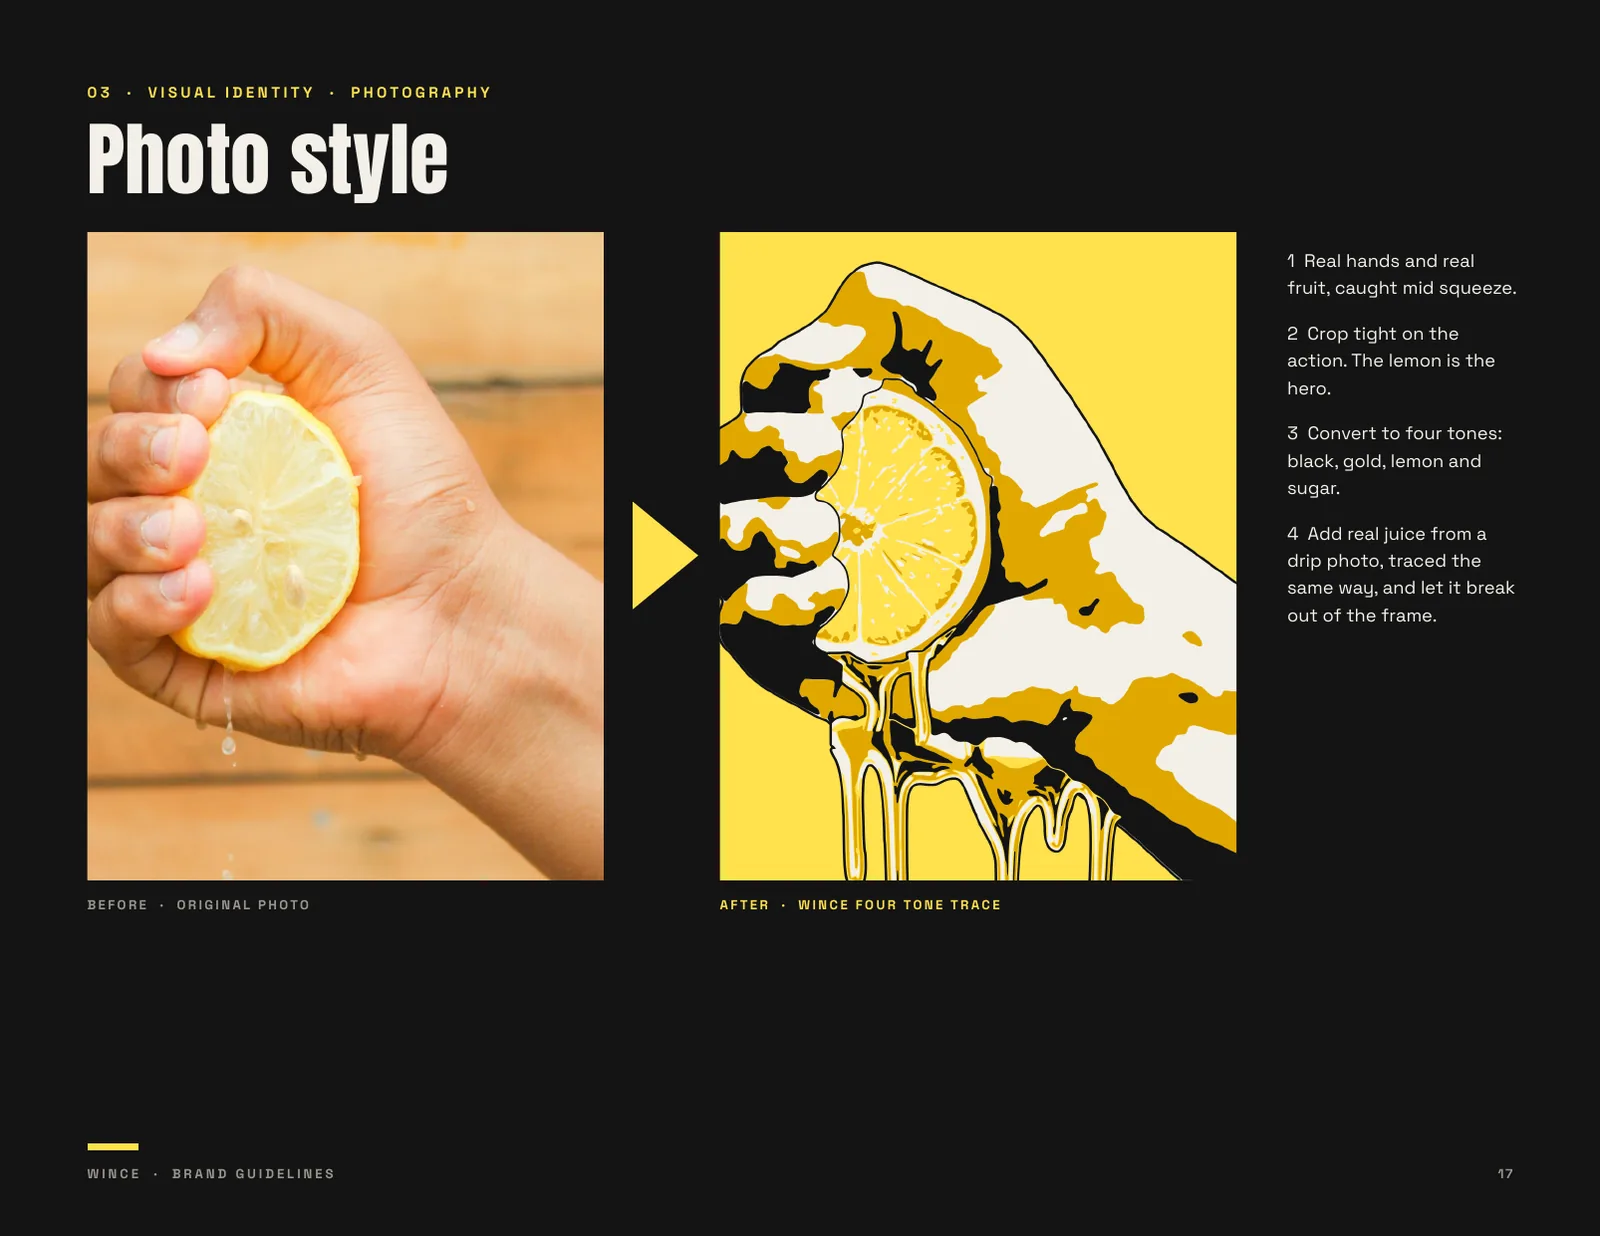 03 · VISUAL IDENTITY · PHOTOGRAPHY
Photo style
1 Real hands and real
fruit, caught mid squeeze.
2 Crop tight on the
action. The lemon is the
hero.
3 Convert to four tones:
black, gold, lemon and
sugar.
4 Add real juice from a
drip photo, traced the
same way, and let it break
out of the frame.
BEFORE · ORIGINAL PHOTO
AFTER · WINCE FOUR TONE TRACE
WINCE · BRAND GUIDELINES
17